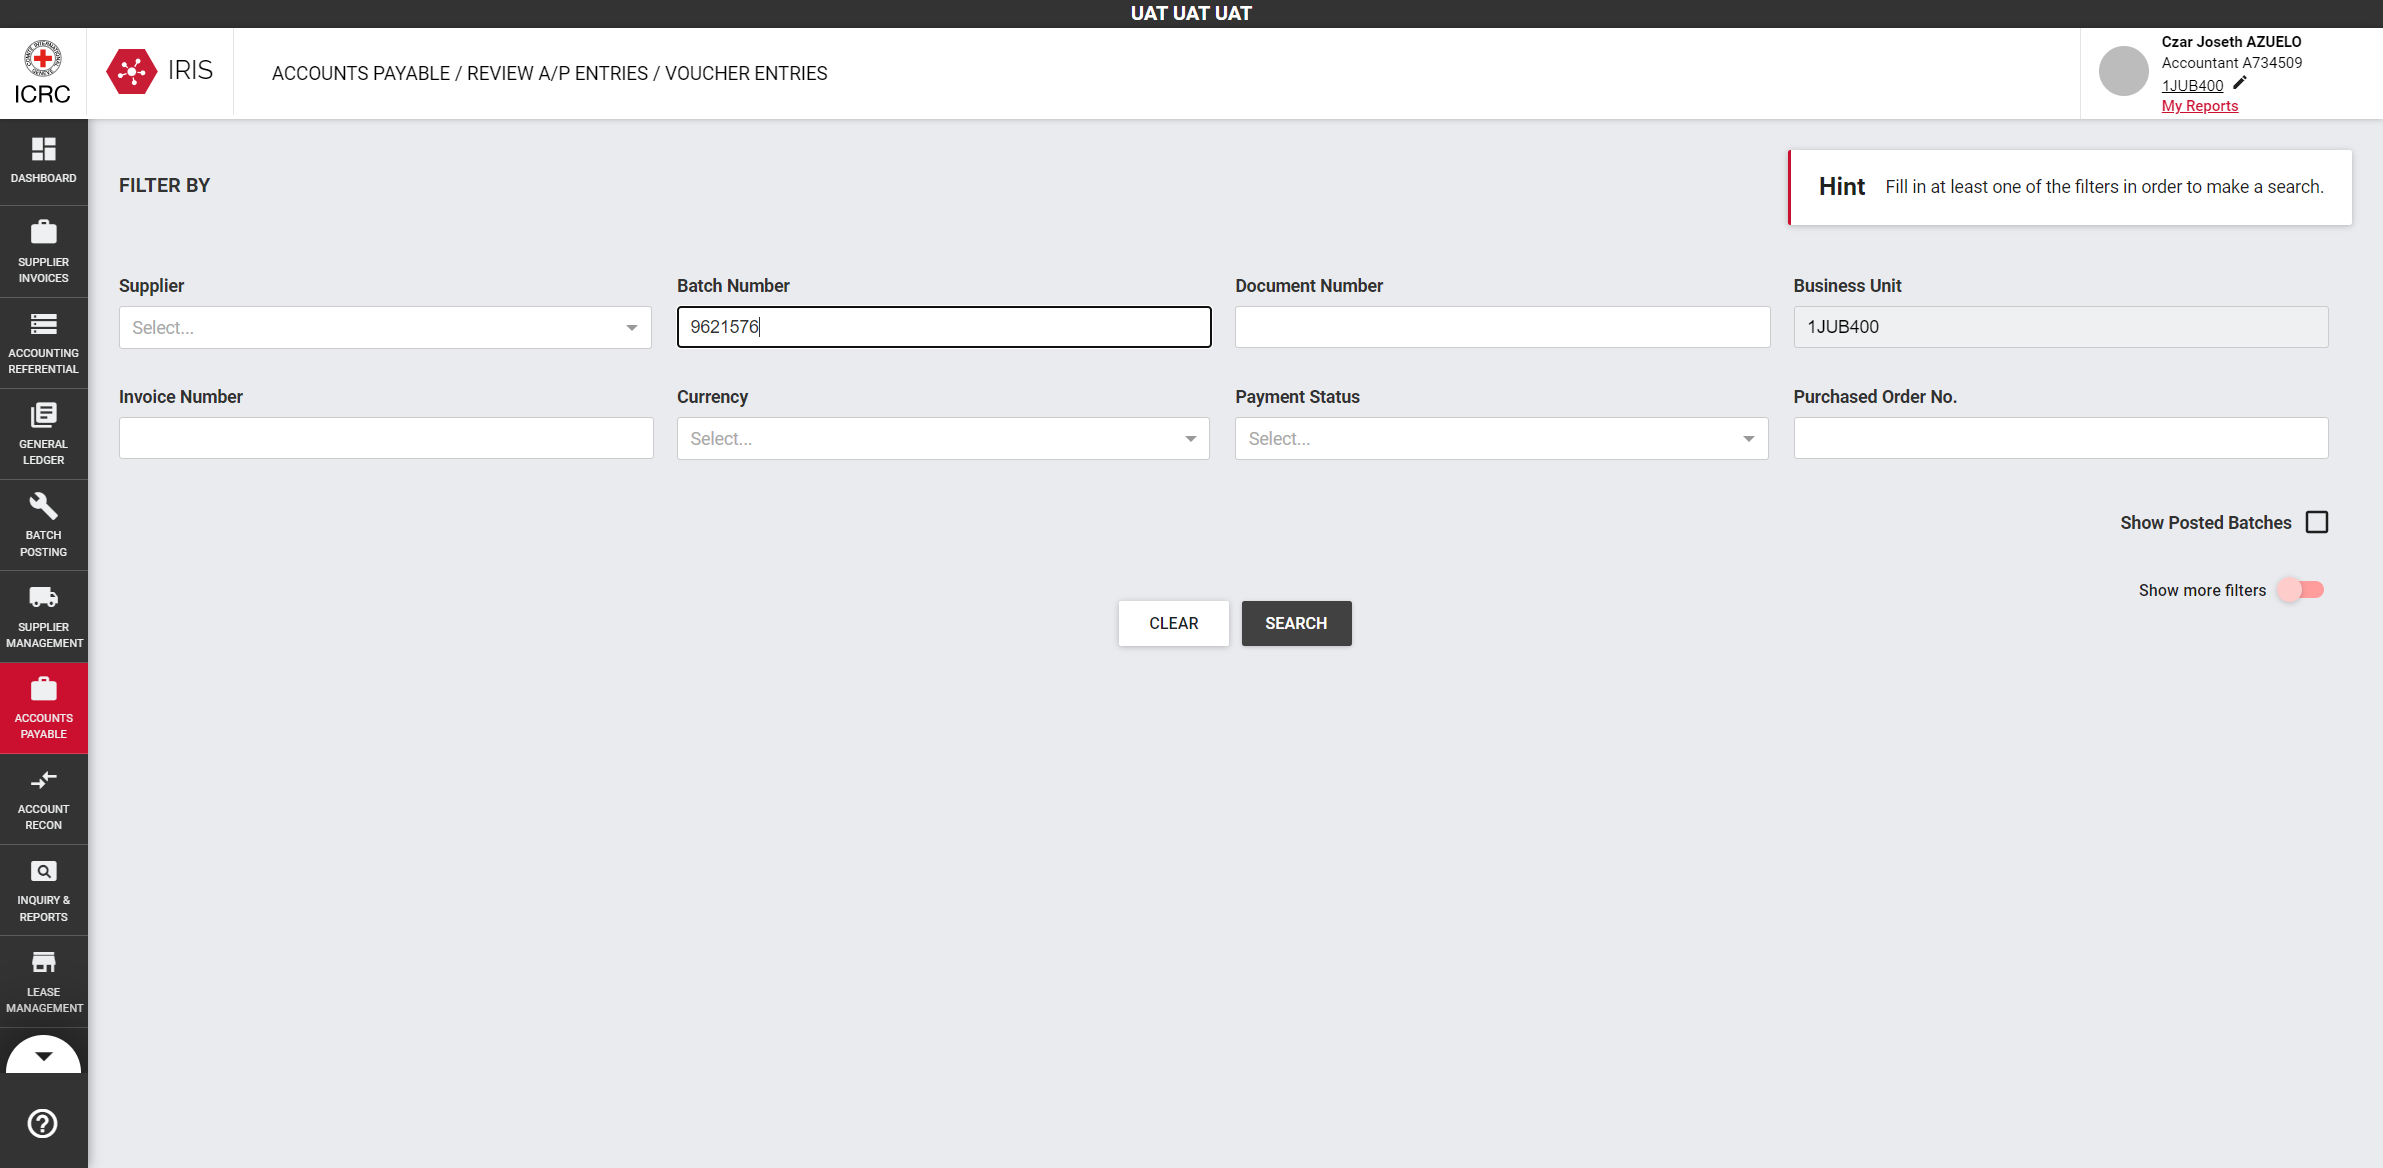 UAT UAT UAT
ICRC
IRIS
ACCOUNTS PAYABLE / REVIEW A/P ENTRIES / VOUCHER ENTRIES
Czar Joseth AZUELO
Accountant A734509
1JUB400
My Reports
DASHBOARD
SUPPLIER
INVOICES
ACCOUNTING
REFERENTIAL
GENERAL
LEDGER
BATCH
POSTING
SUPPLIER
MANAGEMENT
ACCOUNTS
PAYABLE
ACCOUNT
RECON
INQUIRY &
REPORTS
LEASE
MANAGEMENT
FILTER BY
Hint Fill in at least one of the filters in order to make a search.
Supplier
Select...
Batch Number
9621576
Document Number
Business Unit
1JUB400
Invoice Number
Currency
Select...
Payment Status
Select...
Purchased Order No.
Show Posted Batches
Show more filters
CLEAR
SEARCH